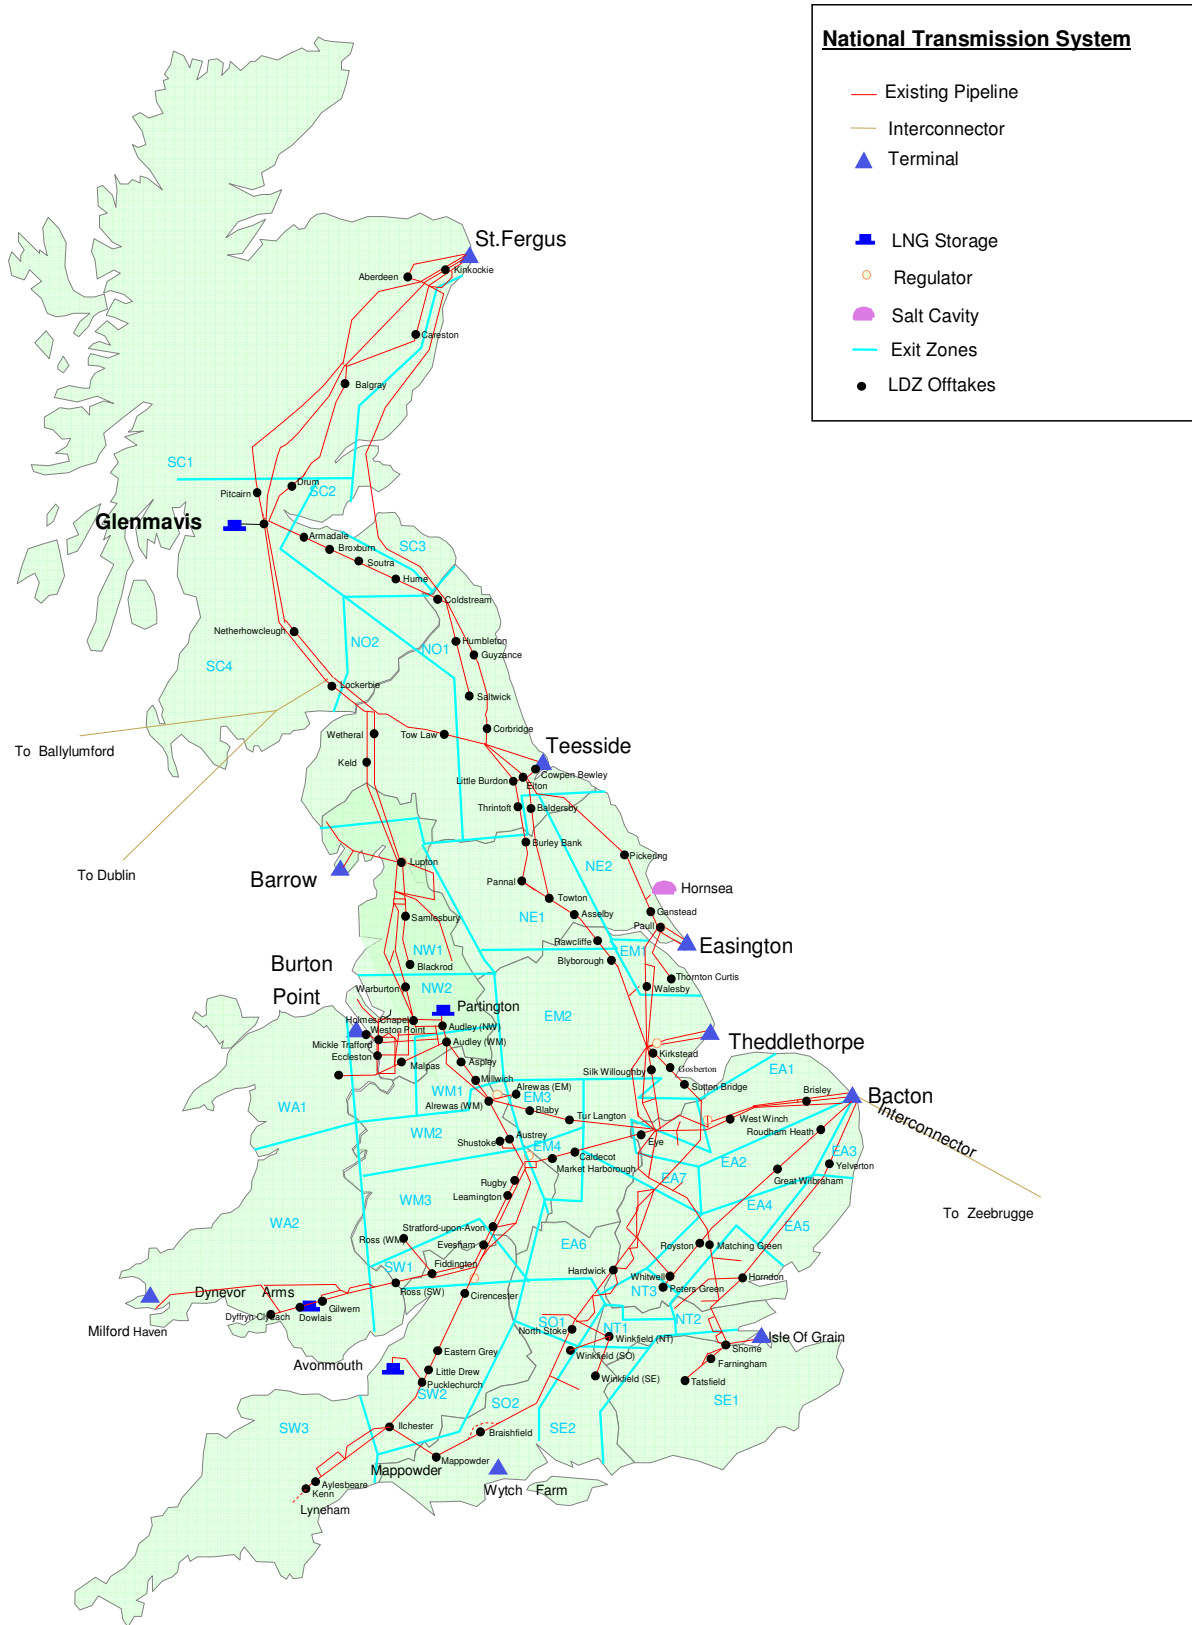 National Transmission System
Existing Pipeline
Interconnector
Terminal
LNG Storage
Regulator
Salt Cavity
Exit Zones
LDZ Offtakes
St.Fergus
Kinkockie
Aberdeen
Careston
Balgray
SC1
Drum
SC2
Pitcairn
Glenmavis
Armadale
Broxburn
SC3
Soutra
Hume
Coldstream
Netherhowcleugh
NO2
NO1
Humbleton
Guyzance
SC4
Lockerbie
Saltwick
To Ballylumford
Wetheral
Tow Law
Corbridge
Teesside
Keld
Cowpen Bewley
Little Burdon
Elton
Thrintoft
Baldersby
Burley Bank
Pickering
To Dublin
Lupton
NE2
Barrow
Pannal
Hornsea
Towton
Ganstead
Samlesbury
NE1
Asselby
Paull
Rawcliffe
EM1
Easington
NW1
Blyborough
Burton
Point
Blackrod
Thornton Curtis
Warburton
NW2
Walesby
Partington
EM2
Holmes Chapel
Weston Point
Audley (NW)
Theddlethorpe
Mickle Trafford
Audley (WM)
Eccleston
Kirkstead
Malpas
Aspley
Silk Willoughby
Gosberton
EA1
Millwich
Sutton Bridge
WM1
Alrewas (EM)
EM3
Brisley
Bacton
WA1
Alrewas (WM)
Blaby
Tur Langton
West Winch
Interconnector
WM2
Roudham Heath
Shustoke
Austrey
EM4
Eye
EA3
Caldecot
Market Harborough
EA2
Yelverton
Rugby
EA7
Great Wilbraham
WM3
Leamington
EA4
To Zeebrugge
WA2
Stratford-upon-Avon
EA5
Ross (WM)
Evesham
EA6
Royston
Matching Green
SW1
Fiddington
Hardwick
Whitwell
Horndon
Dynevor Arms
Ross (SW)
Cirencester
NT3
Peters Green
Gilwern
Dowlais
Dyffryn Clydach
Milford Haven
SO1
NT1
NT2
North Stoke
Winkfield (NT)
Isle Of Grain
Eastern Grey
Winkfield (SO)
Shorne
Avonmouth
Little Drew
Farningham
Pucklechurch
Winkfield (SE)
Tatsfield
SW2
SO2
SE1
SW3
Ilchester
Braishfield
SE2
Mappowder
Mappowder
Aylesbeare
Kenn
Wytch Farm
Lyneham